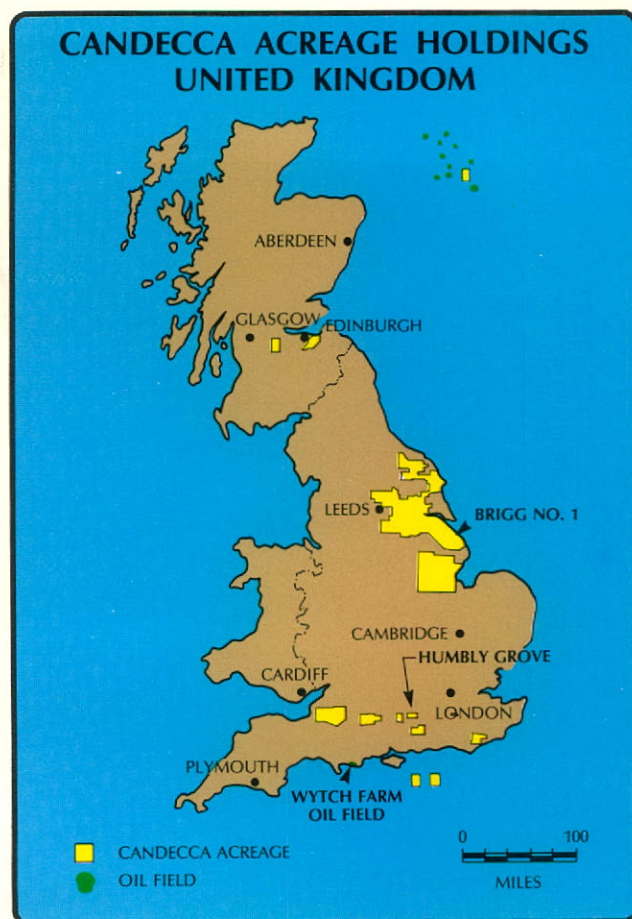 CANDECCA ACREAGE HOLDINGS
UNITED KINGDOM
ABERDEEN
GLASGOW
EDINBURGH
LEEDS
BRIGG NO. 1
CAMBRIDGE
HUMBLY GROVE
CARDIFF
LONDON
PLYMOUTH
WYTCH FARM
OIL FIELD
CANDECCA ACREAGE
OIL FIELD
0 100
MILES